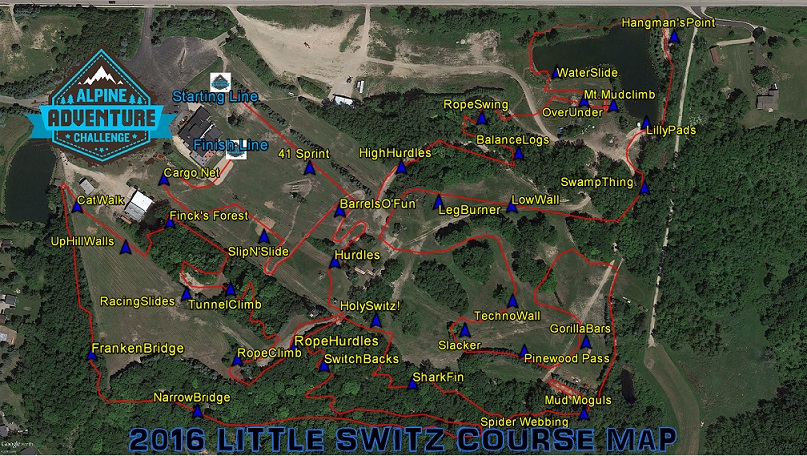 Hangman'sPoint
ALPINE
ADVENTURE
CHALLENGE
WaterSlide
Starting Line
Mt.Mudclimb
RopeSwing
OverUnder
LillyPads
BalanceLogs
Finish Line
41 Sprint
HighHurdles
Cargo Net
SwampThing
CatWalk
BarrelsO'Fun
LowWall
LegBurner
Finck's Forest
UpHillWalls
SlipN'Slide
Hurdles
RacingSlides
TunnelClimb
HolySwitz!
TechnoWall
GorillaBars
RopeHurdles
Slacker
FrankenBridge
RopeClimb
SwitchBacks
Pinewood Pass
SharkFin
NarrowBridge
Mud Moguls
Spider Webbing
2016 LITTLE SWITZ COURSE MAP
Google earth